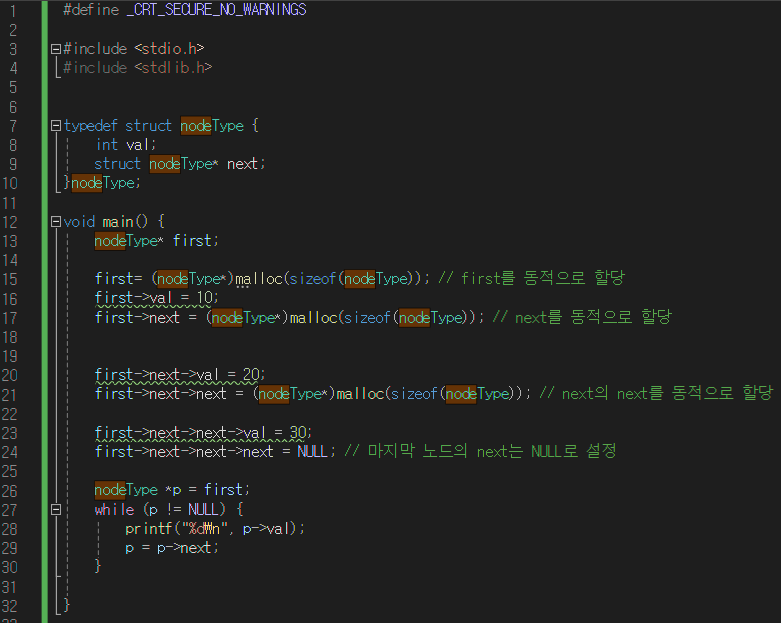 1 #define _CRT_SECURE_NO_WARNINGS
2
3 #include <stdio.h>
4 #include <stdlib.h>
5
6
7 typedef struct nodeType {
8 int val;
9 struct nodeType* next;
10 }nodeType;
11
12 void main() {
13 nodeType* first;
14
15 first= (nodeType*)malloc(sizeof(nodeType)); // first를 동적으로 할당
16 first->val = 10;
17 first->next = (nodeType*)malloc(sizeof(nodeType)); // next를 동적으로 할당
18
19
20 first->next->val = 20;
21 first->next->next = (nodeType*)malloc(sizeof(nodeType)); // next의 next를 동적으로 할당
22
23 first->next->next->val = 30;
24 first->next->next->next = NULL; // 마지막 노드의 next는 NULL로 설정
25
26 nodeType *p = first;
27 while (p != NULL) {
28 printf("%d₩n", p->val);
29 p = p->next;
30 }
31
32 }